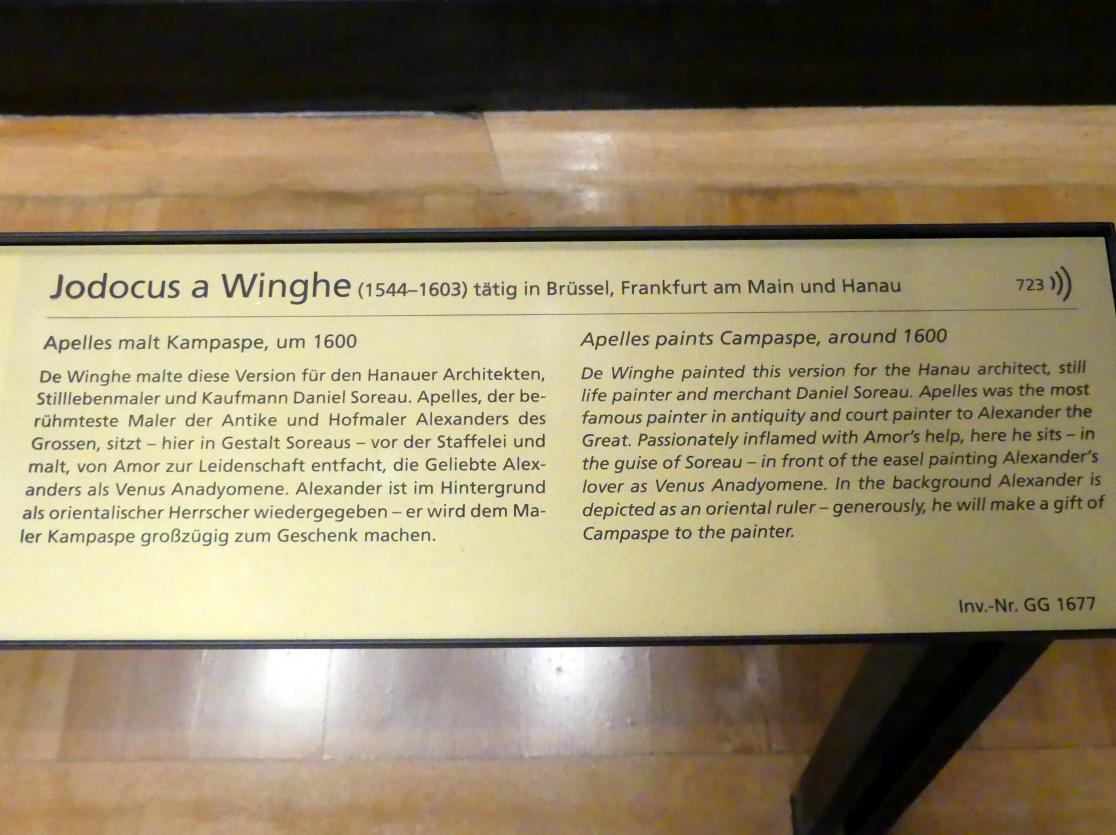 Jodocus a Winghe (1544–1603) tätig in Brüssel, Frankfurt am Main und Hanau
723
Apelles malt Kampaspe, um 1600
De Winghe malte diese Version für den Hanauer Architekten,
Stilllebenmaler und Kaufmann Daniel Soreau. Apelles, der be-
rühmteste Maler der Antike und Hofmaler Alexanders des
Grossen, sitzt – hier in Gestalt Soreaus – vor der Staffelei und
malt, von Amor zur Leidenschaft entfacht, die Geliebte Alex-
anders als Venus Anadyomene. Alexander ist im Hintergrund
als orientalischer Herrscher wiedergegeben – er wird dem Ma-
ler Kampaspe großzügig zum Geschenk machen.
Apelles paints Campaspe, around 1600
De Winghe painted this version for the Hanau architect, still
life painter and merchant Daniel Soreau. Apelles was the most
famous painter in antiquity and court painter to Alexander the
Great. Passionately inflamed with Amor's help, here he sits – in
the guise of Soreau – in front of the easel painting Alexander's
lover as Venus Anadyomene. In the background Alexander is
depicted as an oriental ruler – generously, he will make a gift of
Campaspe to the painter.
Inv.-Nr. GG 1677